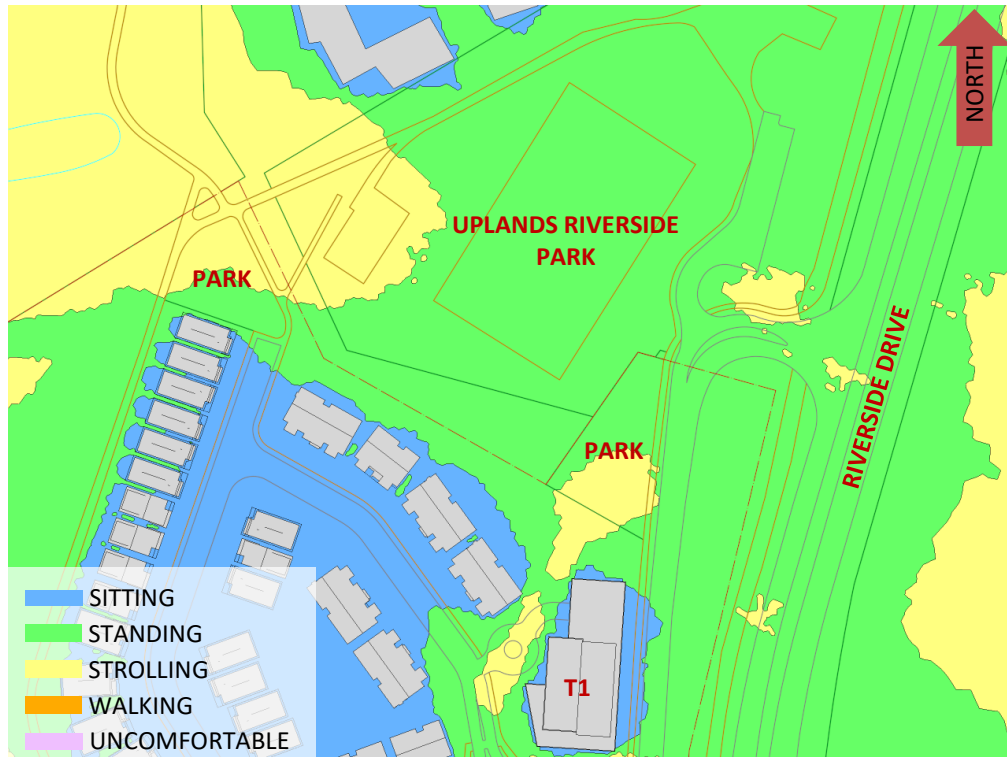 NORTH
UPLANDS RIVERSIDE
PARK
PARK
RIVERSIDE DRIVE
PARK
SITTING
STANDING
STROLLING
WALKING
UNCOMFORTABLE
T1